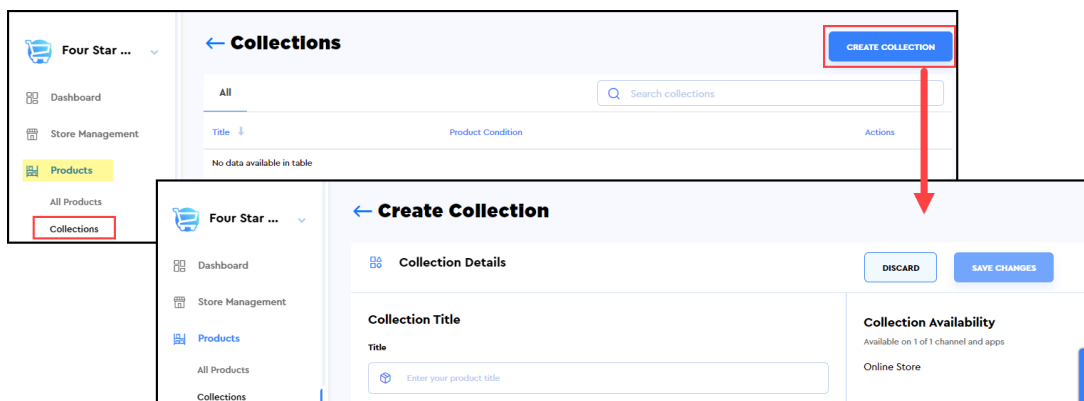 Four Star ...
← Collections
CREATE COLLECTION
Dashboard
All
Search collections
Store Management
Title ↓ Product Condition Actions
Products
No data available in table
All Products
Collections
Four Star ...
← Create Collection
Dashboard
Collection Details
DISCARD
SAVE CHANGES
Store Management
Collection Title
Collection Availability
Products
Title
Available on 1 of 1 channel and apps
All Products
Enter your product title
Online Store
Collections